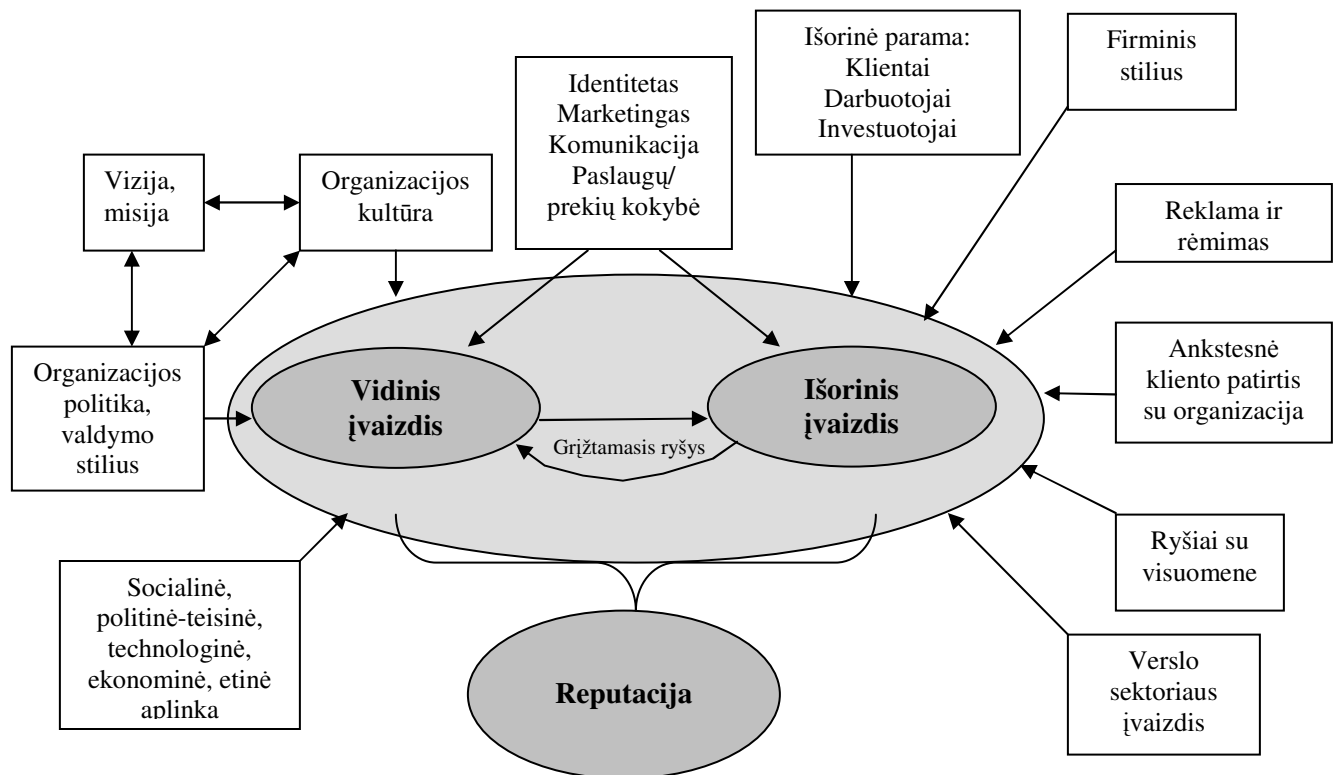 Išorinė parama:
Klientai
Darbuotojai
Investuotojai
Firminis
stilius
Identitetas
Marketingas
Komunikacija
Paslaugų/
prekių kokybė
Vizija,
misija
Organizacijos
kultūra
Reklama ir
rėmimas
Organizacijos
politika,
valdymo
stilius
Vidinis
įvaizdis
Išorinis
įvaizdis
Ankstesnė
kliento patirtis
su organizacija
Grįžtamasis ryšys
Ryšiai su
visuomene
Socialinė,
politinė-teisinė,
technologinė,
ekonominė, etinė
aplinka
Reputacija
Verslo
sektoriaus
įvaizdis